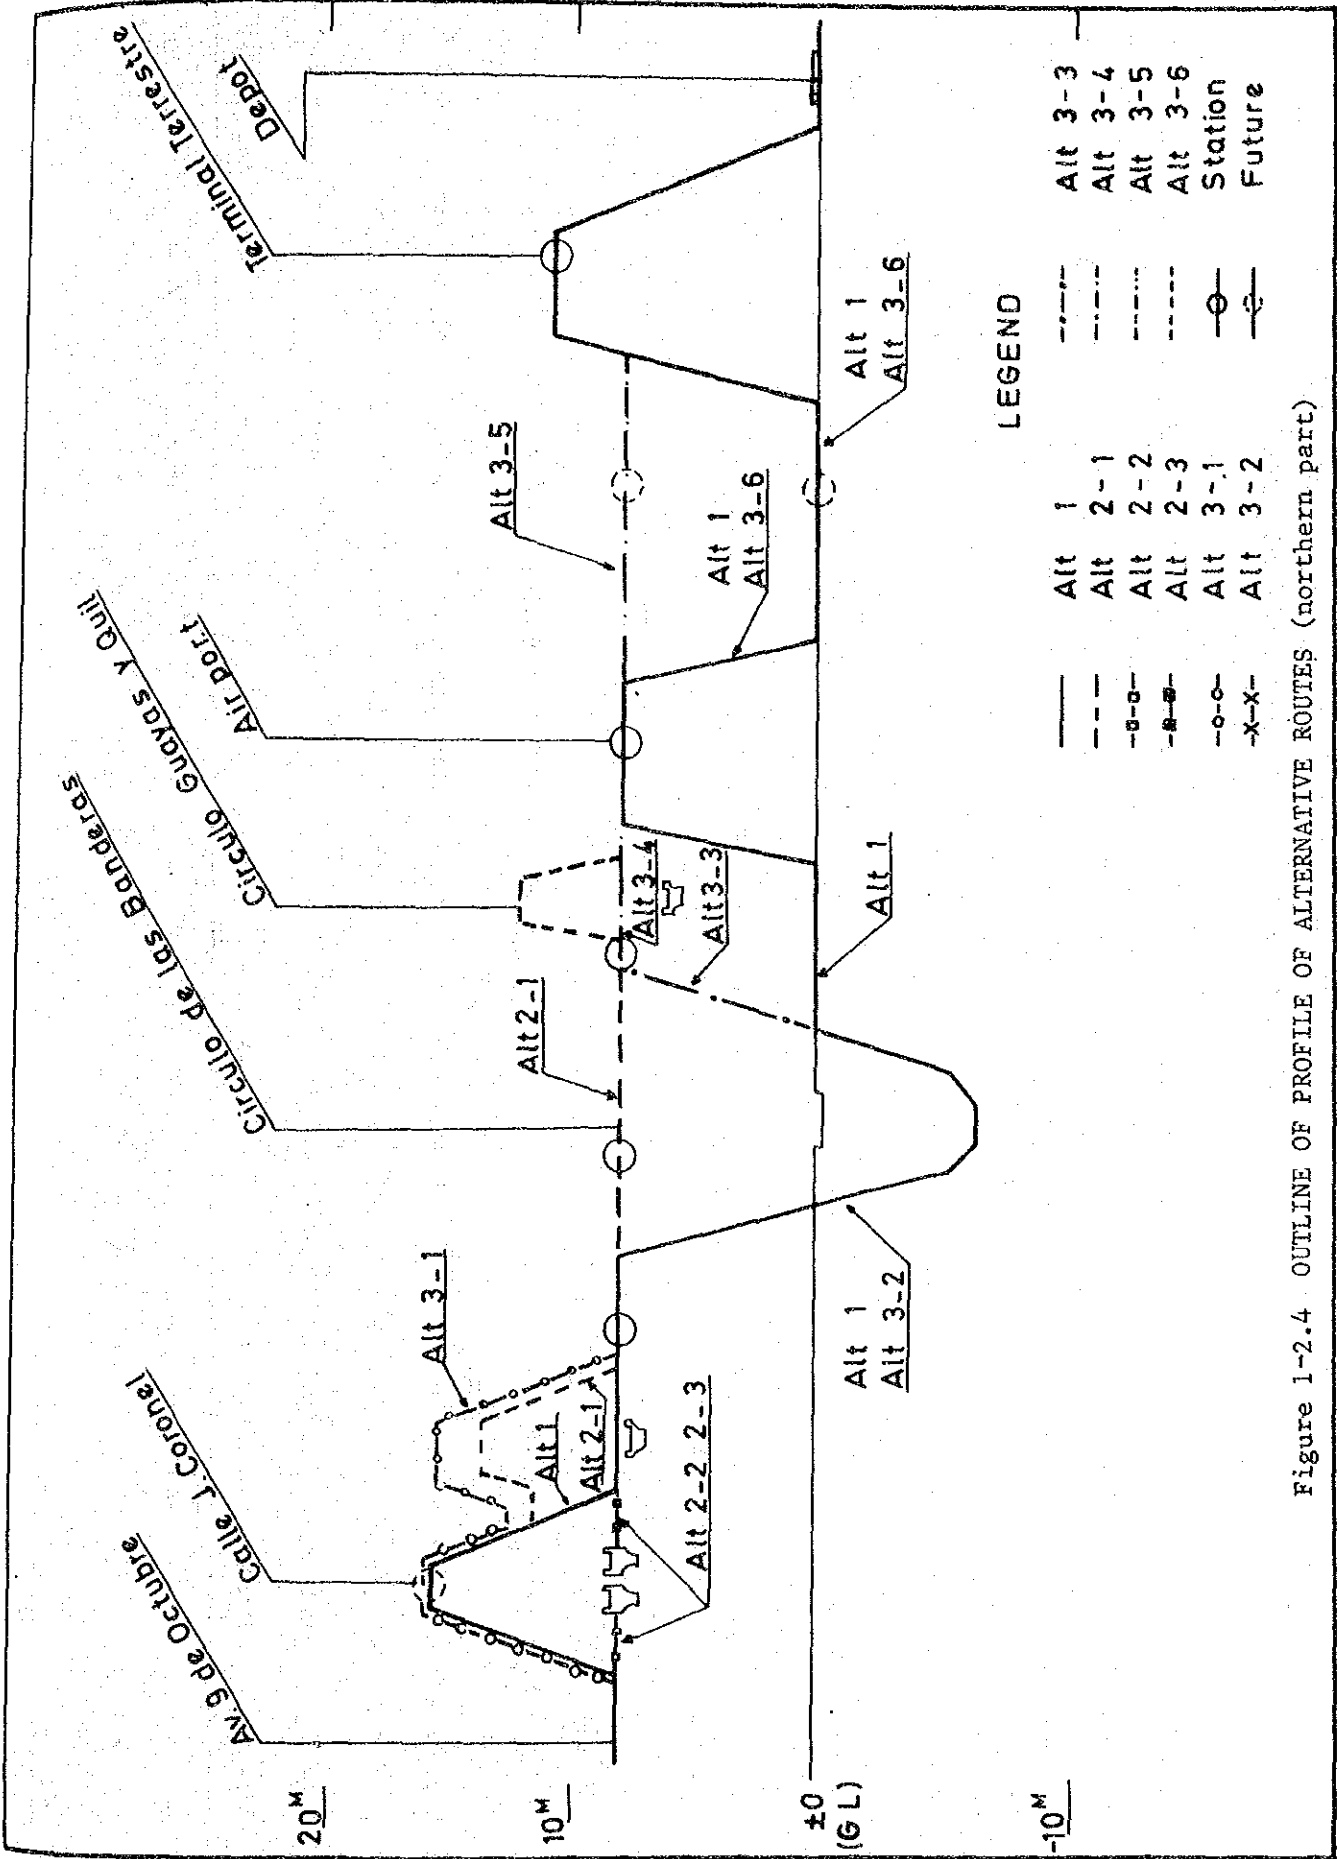 Av. 9 de Octubre
Calle J. Coronel
Círculo de las Banderas
Círculo Guayas Y Quil
Air port
Terminal Terrestre
Depot
20M
10M
±0
(GL)
-10M
Alt 3-1
Alt 1
Alt 2-1
Alt 2-2 2-3
Alt 1
Alt 3-2
Alt 2-1
Alt 3-4
Alt 3-3
Alt 1
Alt 3-5
Alt 1
Alt 3-6
Alt 1
Alt 3-6
LEGEND
Alt 1
Alt 2-1
Alt 2-2
Alt 2-3
Alt 3-1
Alt 3-2
Alt 3-3
Alt 3-4
Alt 3-5
Alt 3-6
Station
Future
Figure 1-2.4 OUTLINE OF PROFILE OF ALTERNATIVE ROUTES (northern part)